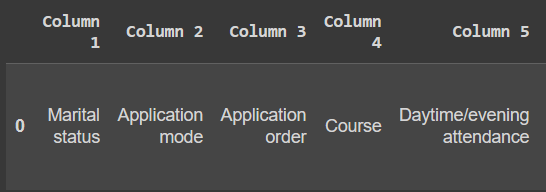 Column 1 Column 2 Column 3 Column 4 Column 5
0 Marital status Application mode Application order Course Daytime/evening attendance